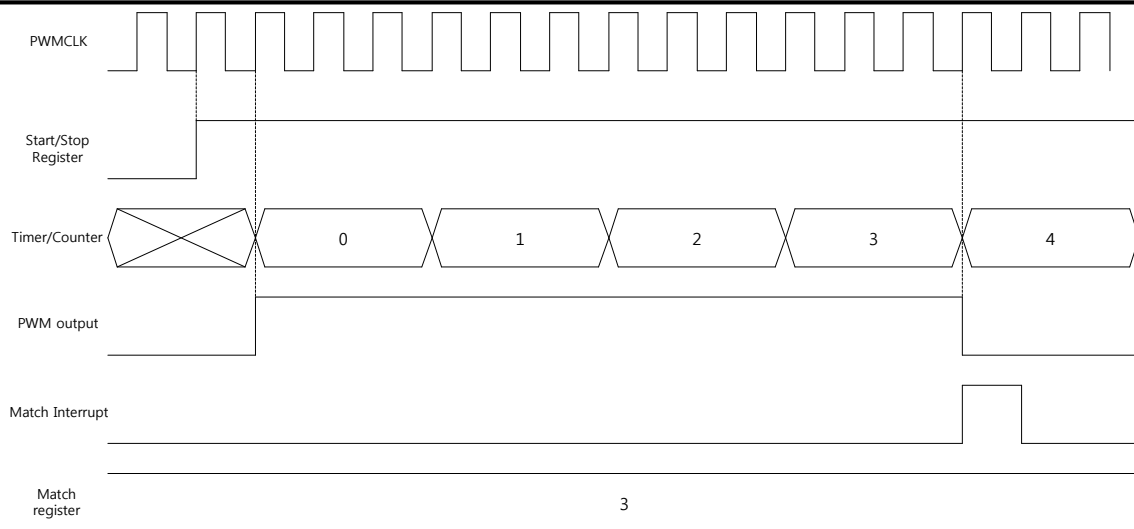 PWMCLK
Start/Stop
Register
Timer/Counter
0
1
2
3
4
PWM output
Match Interrupt
Match
register
3